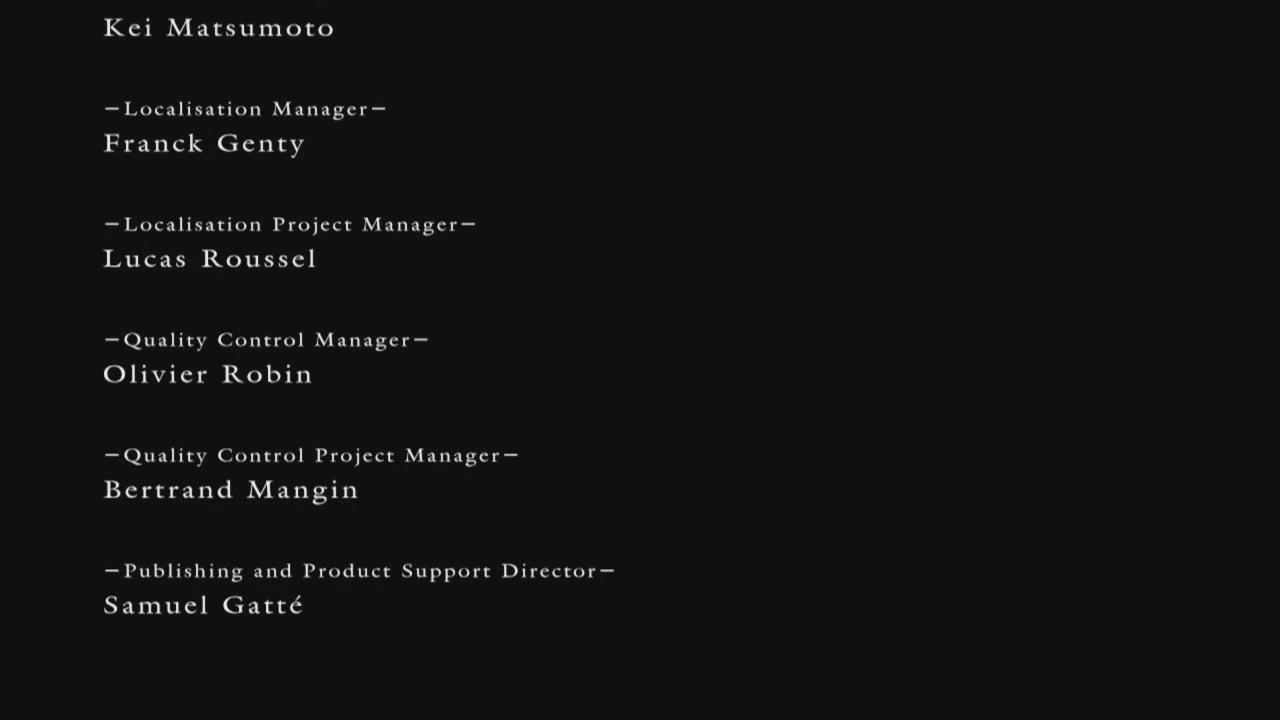 Kei Matsumoto
—Localisation Manager—
Franck Genty
—Localisation Project Manager—
Lucas Roussel
—Quality Control Manager—
Olivier Robin
—Quality Control Project Manager—
Bertrand Mangin
—Publishing and Product Support Director—
Samuel Gatté